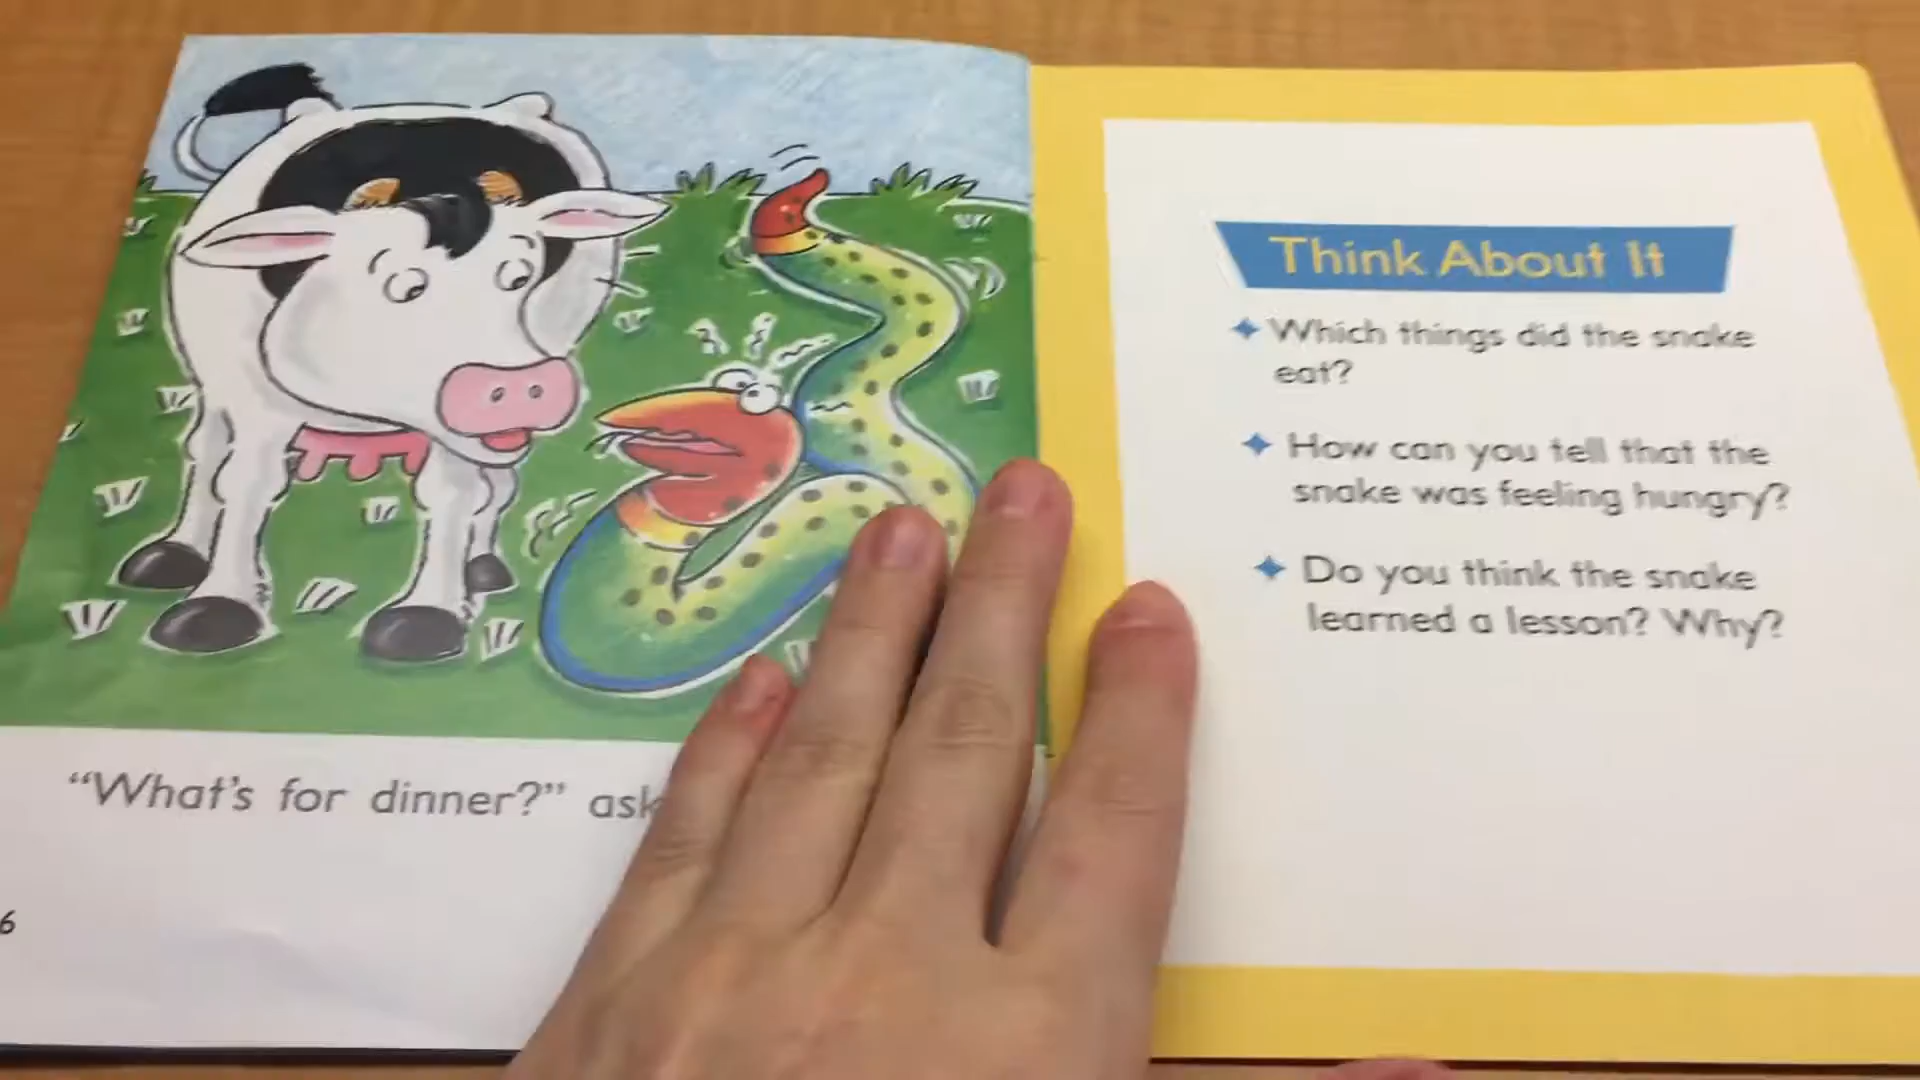 “What’s for dinner?” ask
6
Think About It
Which things did the snake
eat?
How can you tell that the
snake was feeling hungry?
Do you think the snake
learned a lesson? Why?